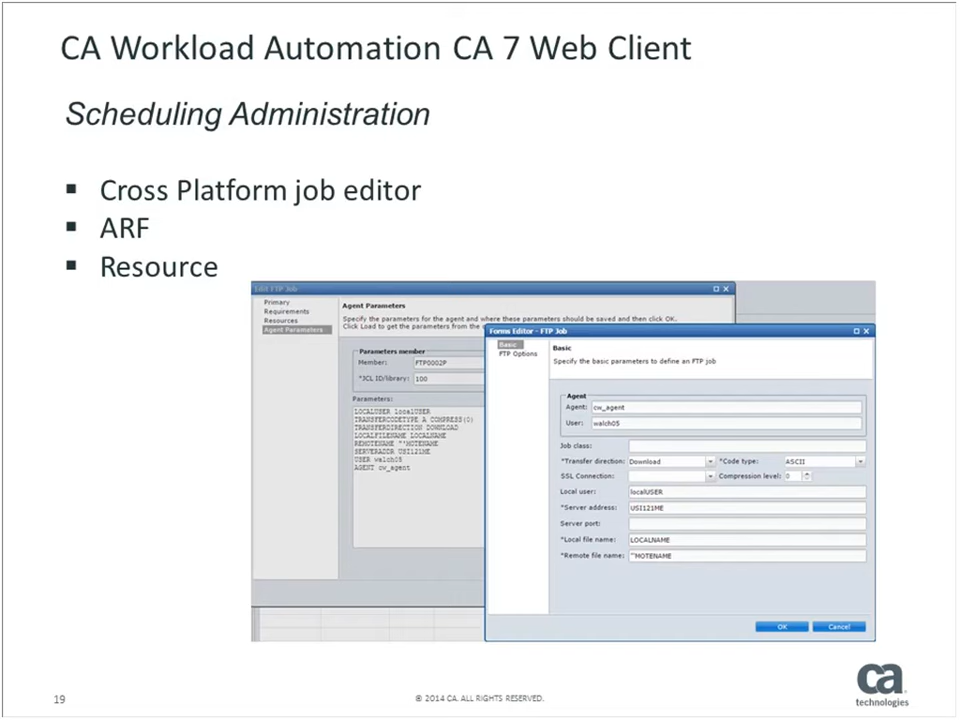 CA Workload Automation CA 7 Web Client
Scheduling Administration
▪ Cross Platform job editor
▪ ARF
▪ Resource
Edit FTP Job
Primary
Requirements
Resources
Agent Parameters
Agent Parameters
Specify the parameters for the agent and where these parameters should be saved and then click OK.
Click Load to get the parameters from the
Parameters member
Member: FTP0002P
*JCL ID/library: 100
Parameters:
LOCALUSER localUSER
TRANSFERCODETYPE A COMPRESS(0)
TRANSFERDIRECTION DOWNLOAD
LOCALFILENAME LOCALNAME
REMOTENAME "'MOTENAME
SERVERADDR USI121ME
USER walch05
AGENT cw_agent
Forms Editor - FTP Job
Basic
FTP Options
Basic
Specify the basic parameters to define an FTP job
Agent
Agent: cw_agent
User: walch05
Job class:
*Transfer direction: Download *Code type: ASCII
SSL Connection: Compression level: 0
Local user: localUSER
*Server address: USI121ME
Server port:
*Local file name: LOCALNAME
*Remote file name: "'MOTENAME
OK Cancel
19
© 2014 CA. ALL RIGHTS RESERVED.
ca
technologies